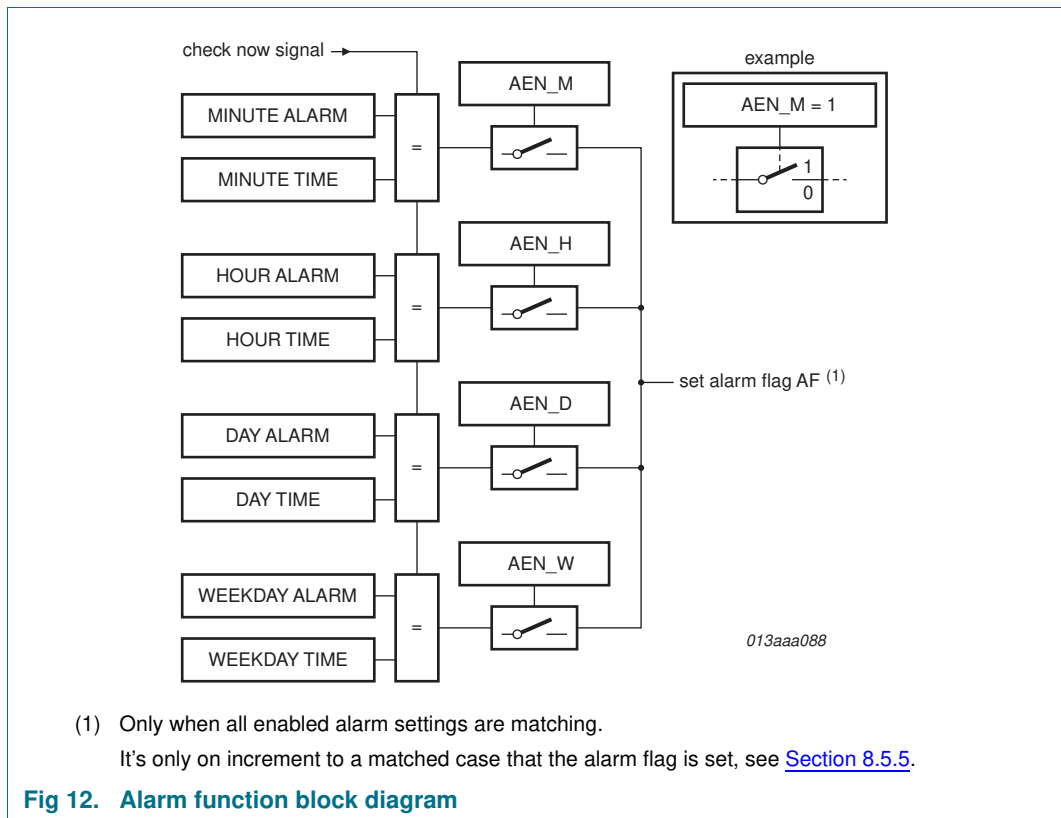 check now signal
example
AEN_M
AEN_M = 1
MINUTE ALARM
=
1
MINUTE TIME
0
AEN_H
HOUR ALARM
=
HOUR TIME
set alarm flag AF (1)
AEN_D
DAY ALARM
=
DAY TIME
AEN_W
WEEKDAY ALARM
=
WEEKDAY TIME
013aaa088
(1) Only when all enabled alarm settings are matching.
It's only on increment to a matched case that the alarm flag is set, see Section 8.5.5.
Fig 12. Alarm function block diagram